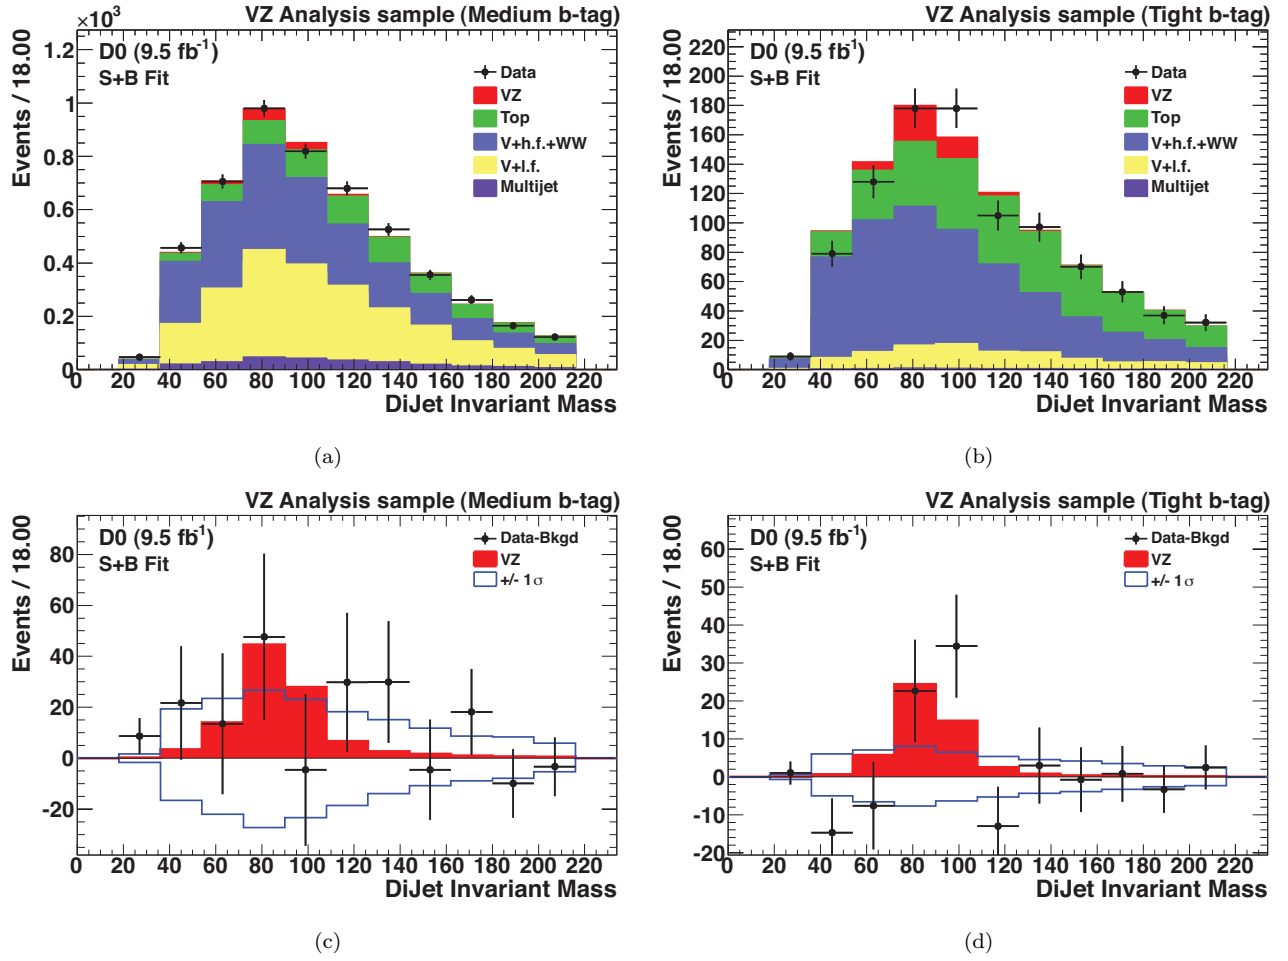 VZ Analysis sample (Medium b-tag)
×10³
D0 (9.5 fb⁻¹)
S+B Fit
Data
VZ
Top
V+h.f.+WW
V+l.f.
Multijet
Events / 18.00
1.2
1
0.8
0.6
0.4
0.2
0
0 20 40 60 80 100 120 140 160 180 200 220
DiJet Invariant Mass
(a)
VZ Analysis sample (Tight b-tag)
D0 (9.5 fb⁻¹)
S+B Fit
Data
VZ
Top
V+h.f.+WW
V+l.f.
Multijet
Events / 18.00
220
200
180
160
140
120
100
80
60
40
20
0
0 20 40 60 80 100 120 140 160 180 200 220
DiJet Invariant Mass
(b)
VZ Analysis sample (Medium b-tag)
D0 (9.5 fb⁻¹)
S+B Fit
Data-Bkgd
VZ
+/- 1σ
Events / 18.00
80
60
40
20
0
-20
0 20 40 60 80 100 120 140 160 180 200 220
DiJet Invariant Mass
(c)
VZ Analysis sample (Tight b-tag)
D0 (9.5 fb⁻¹)
S+B Fit
Data-Bkgd
VZ
+/- 1σ
Events / 18.00
60
50
40
30
20
10
0
-10
-20
0 20 40 60 80 100 120 140 160 180 200 220
DiJet Invariant Mass
(d)